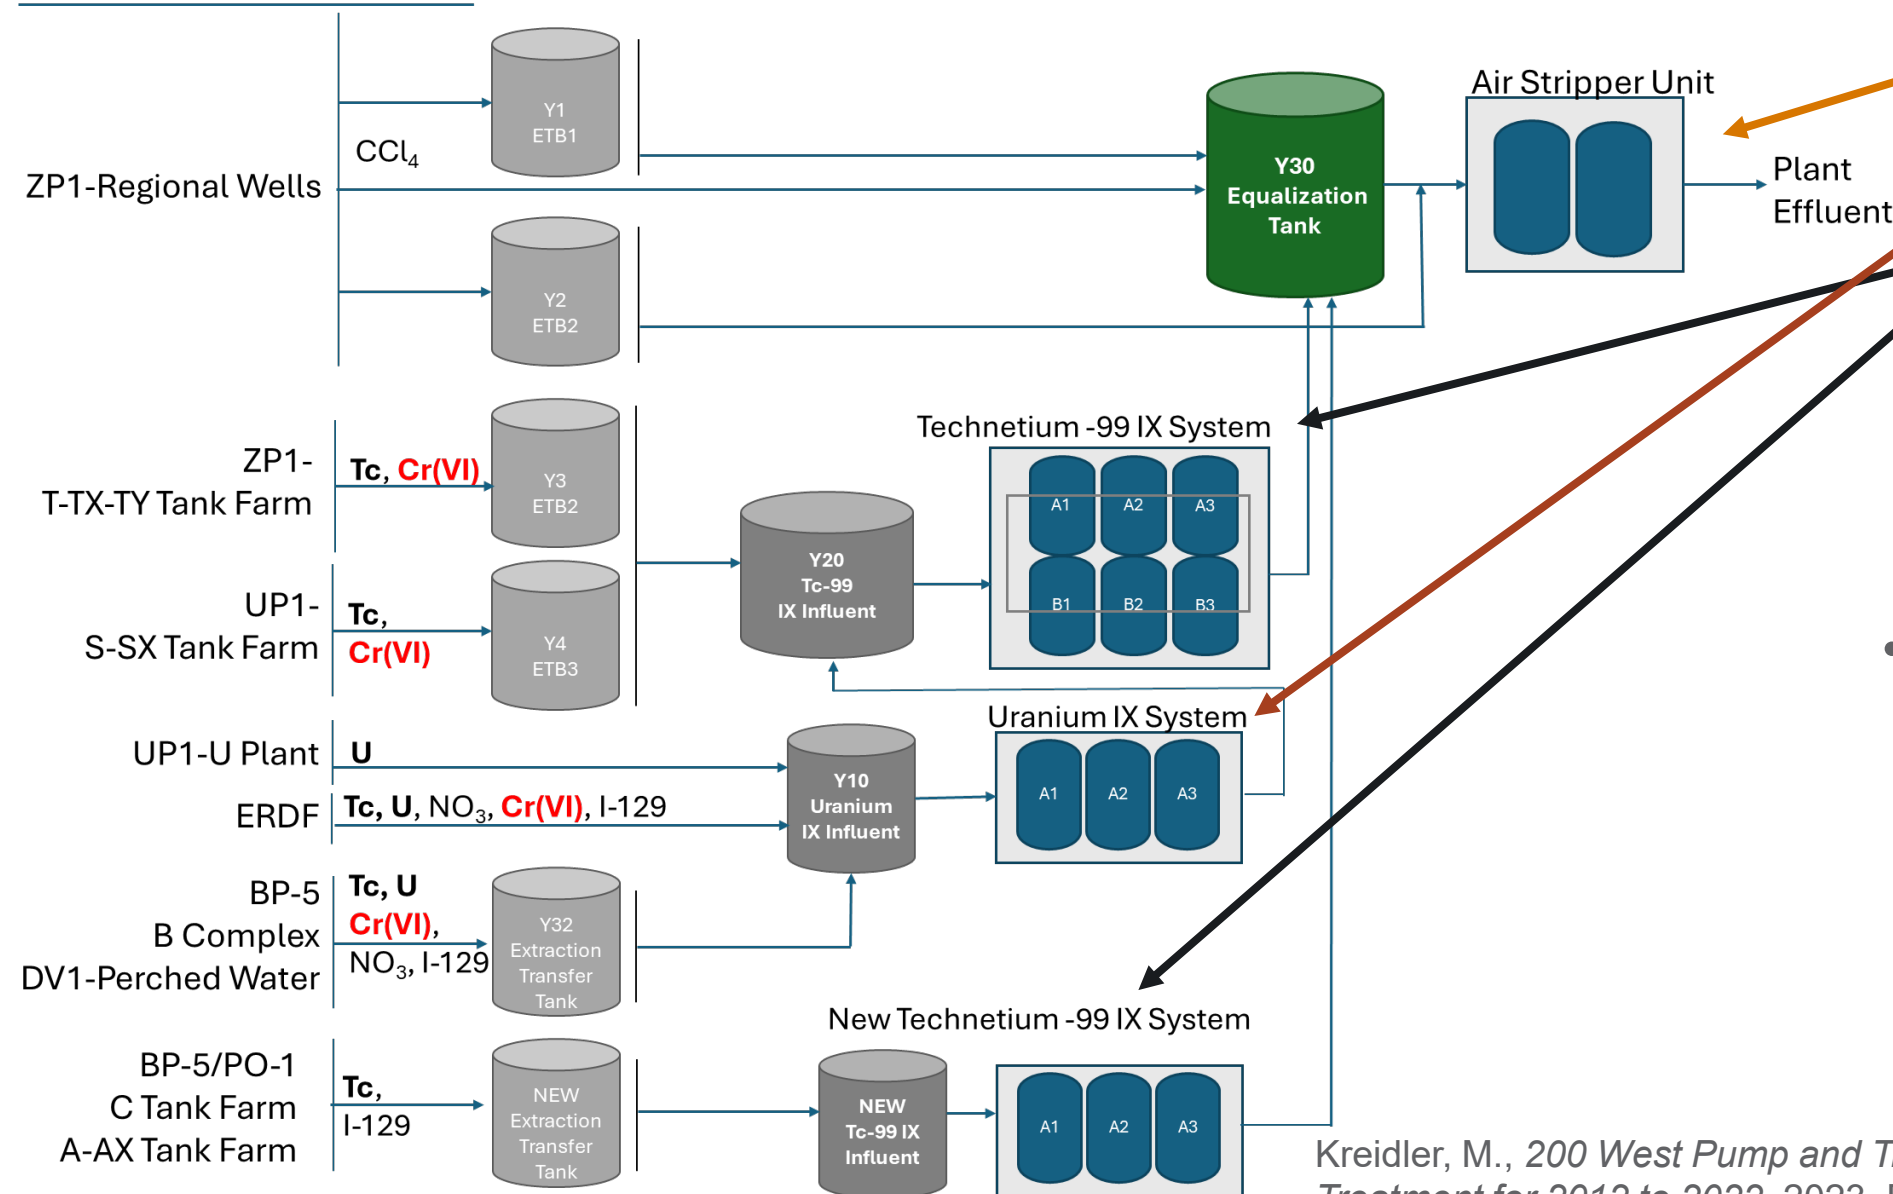 Y1
ETB1
CCl4
ZP1-Regional Wells
Y2
ETB2
Y30
Equalization
Tank
Air Stripper Unit
Plant
Effluent
ZP1-
T-TX-TY Tank Farm
Tc, Cr(VI)
Y3
ETB2
UP1-
S-SX Tank Farm
Tc,
Cr(VI)
Y4
ETB3
Y20
Tc-99
IX Influent
Technetium -99 IX System
A1 A2 A3
B1 B2 B3
UP1-U Plant
U
ERDF
Tc, U, NO3, Cr(VI), I-129
Y10
Uranium
IX Influent
Uranium IX System
A1 A2 A3
BP-5
B Complex
DV1-Perched Water
Tc, U
Cr(VI),
NO3, I-129
Y32
Extraction
Transfer
Tank
BP-5/PO-1
C Tank Farm
A-AX Tank Farm
Tc,
I-129
NEW
Extraction
Transfer
Tank
NEW
Tc-99 IX
Influent
New Technetium -99 IX System
A1 A2 A3
Kreidler, M., 200 West Pump and
Treatment for 2012 to 2022, 2023,